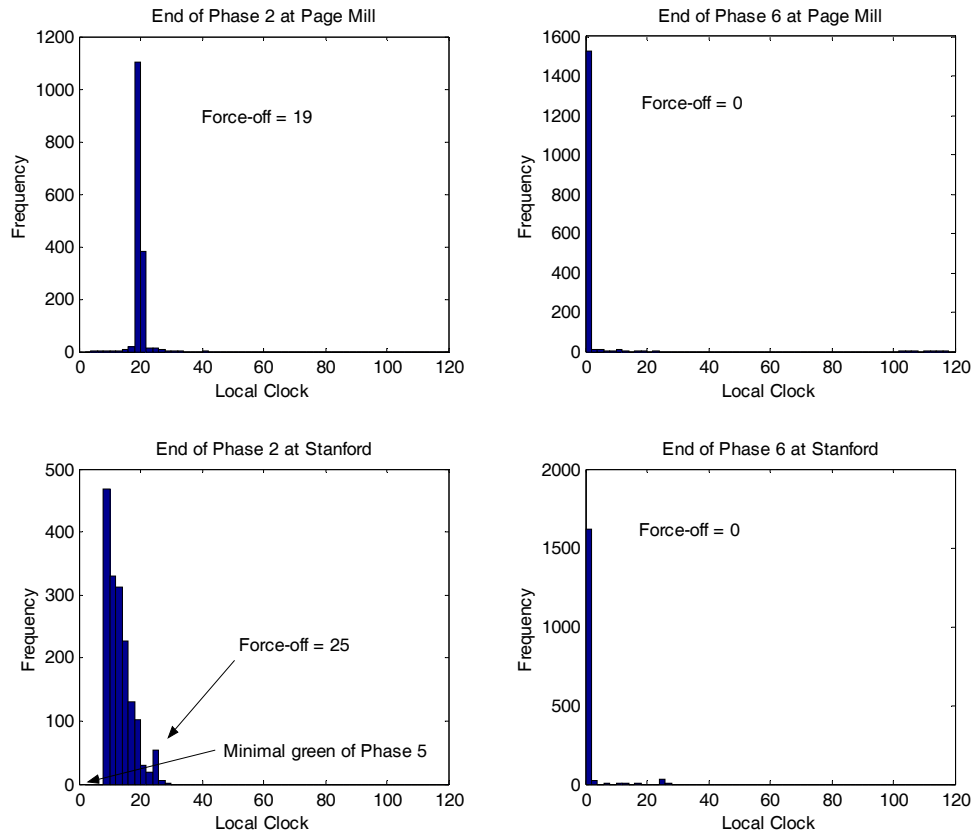 End of Phase 2 at Page Mill
1200
1000
800
600
400
200
0
Frequency
Force-off = 19
0 20 40 60 80 100 120
Local Clock
End of Phase 6 at Page Mill
1600
1400
1200
1000
800
600
400
200
0
Frequency
Force-off = 0
0 20 40 60 80 100 120
Local Clock
End of Phase 2 at Stanford
500
400
300
200
100
0
Frequency
Force-off = 25
Minimal green of Phase 5
0 20 40 60 80 100 120
Local Clock
End of Phase 6 at Stanford
2000
1500
1000
500
0
Frequency
Force-off = 0
0 20 40 60 80 100 120
Local Clock